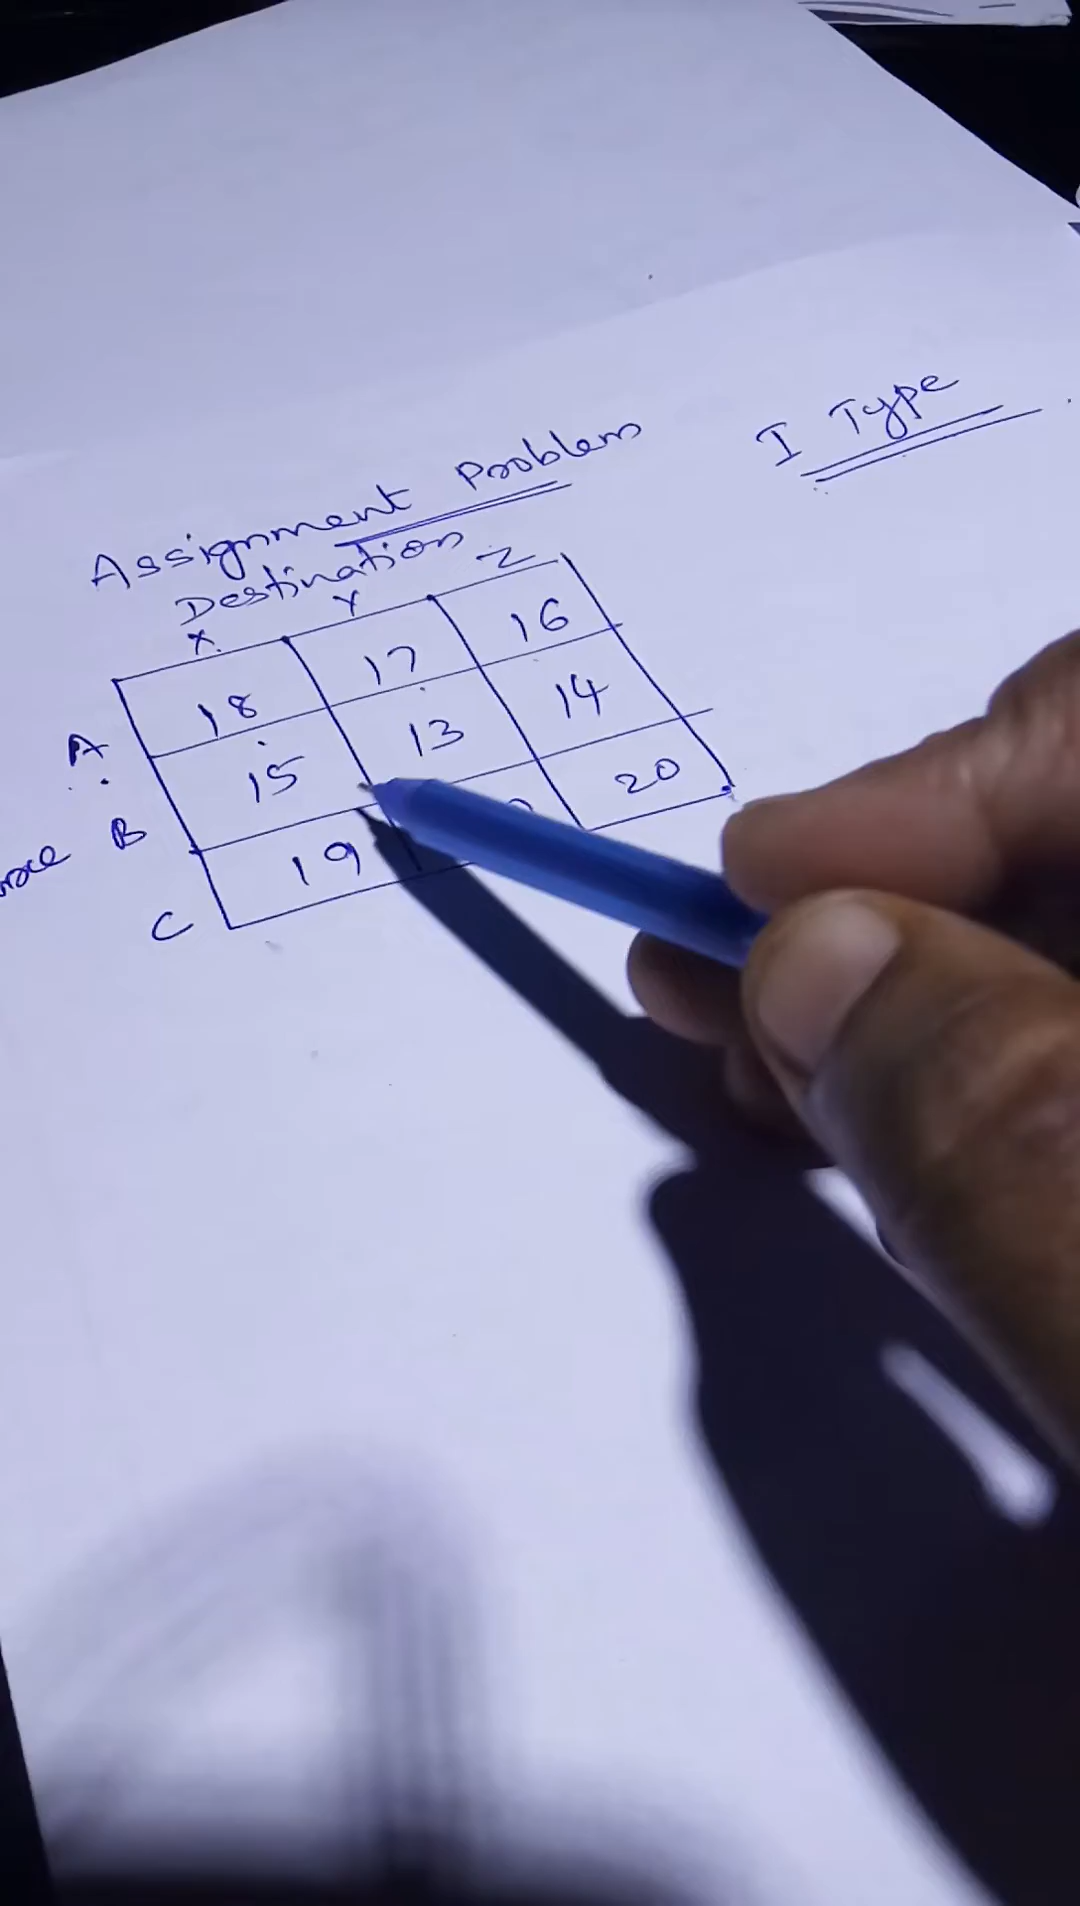 I Type
Assignment Problem
Destination
X Y Z
A 18 17 16
B 15 13 14
C 19 20